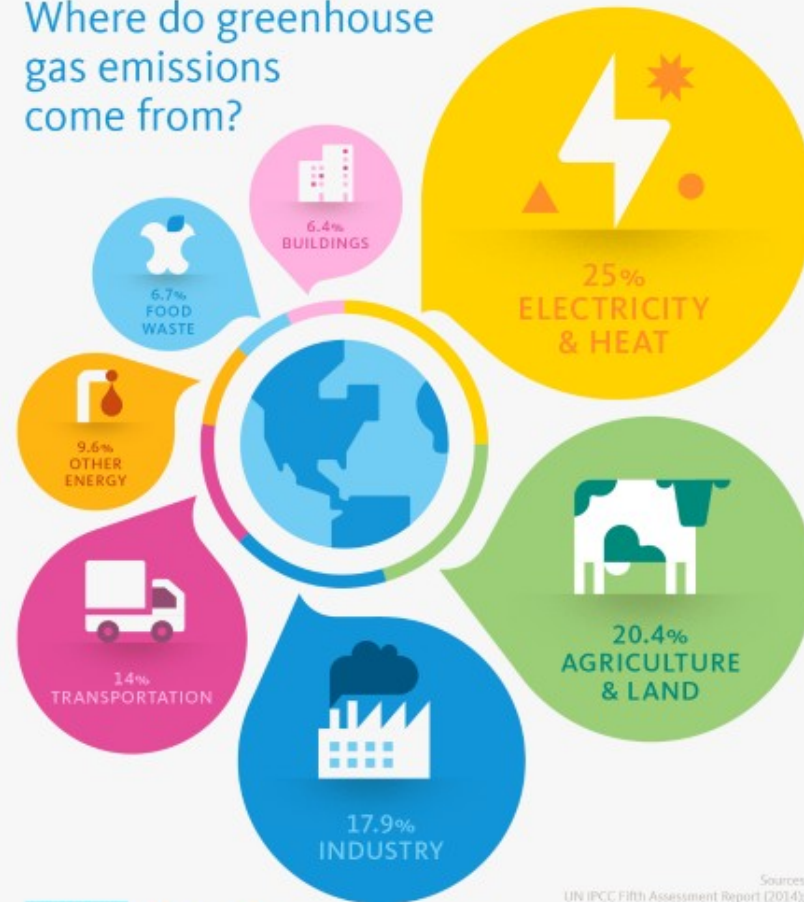 Where do greenhouse
gas emissions
come from?
25%
ELECTRICITY
& HEAT
20.4%
AGRICULTURE
& LAND
17.9%
INDUSTRY
14%
TRANSPORTATION
9.6%
OTHER
ENERGY
6.7%
FOOD
WASTE
6.4%
BUILDINGS
Sources
UN IPCC Fifth Assessment Report (2014)